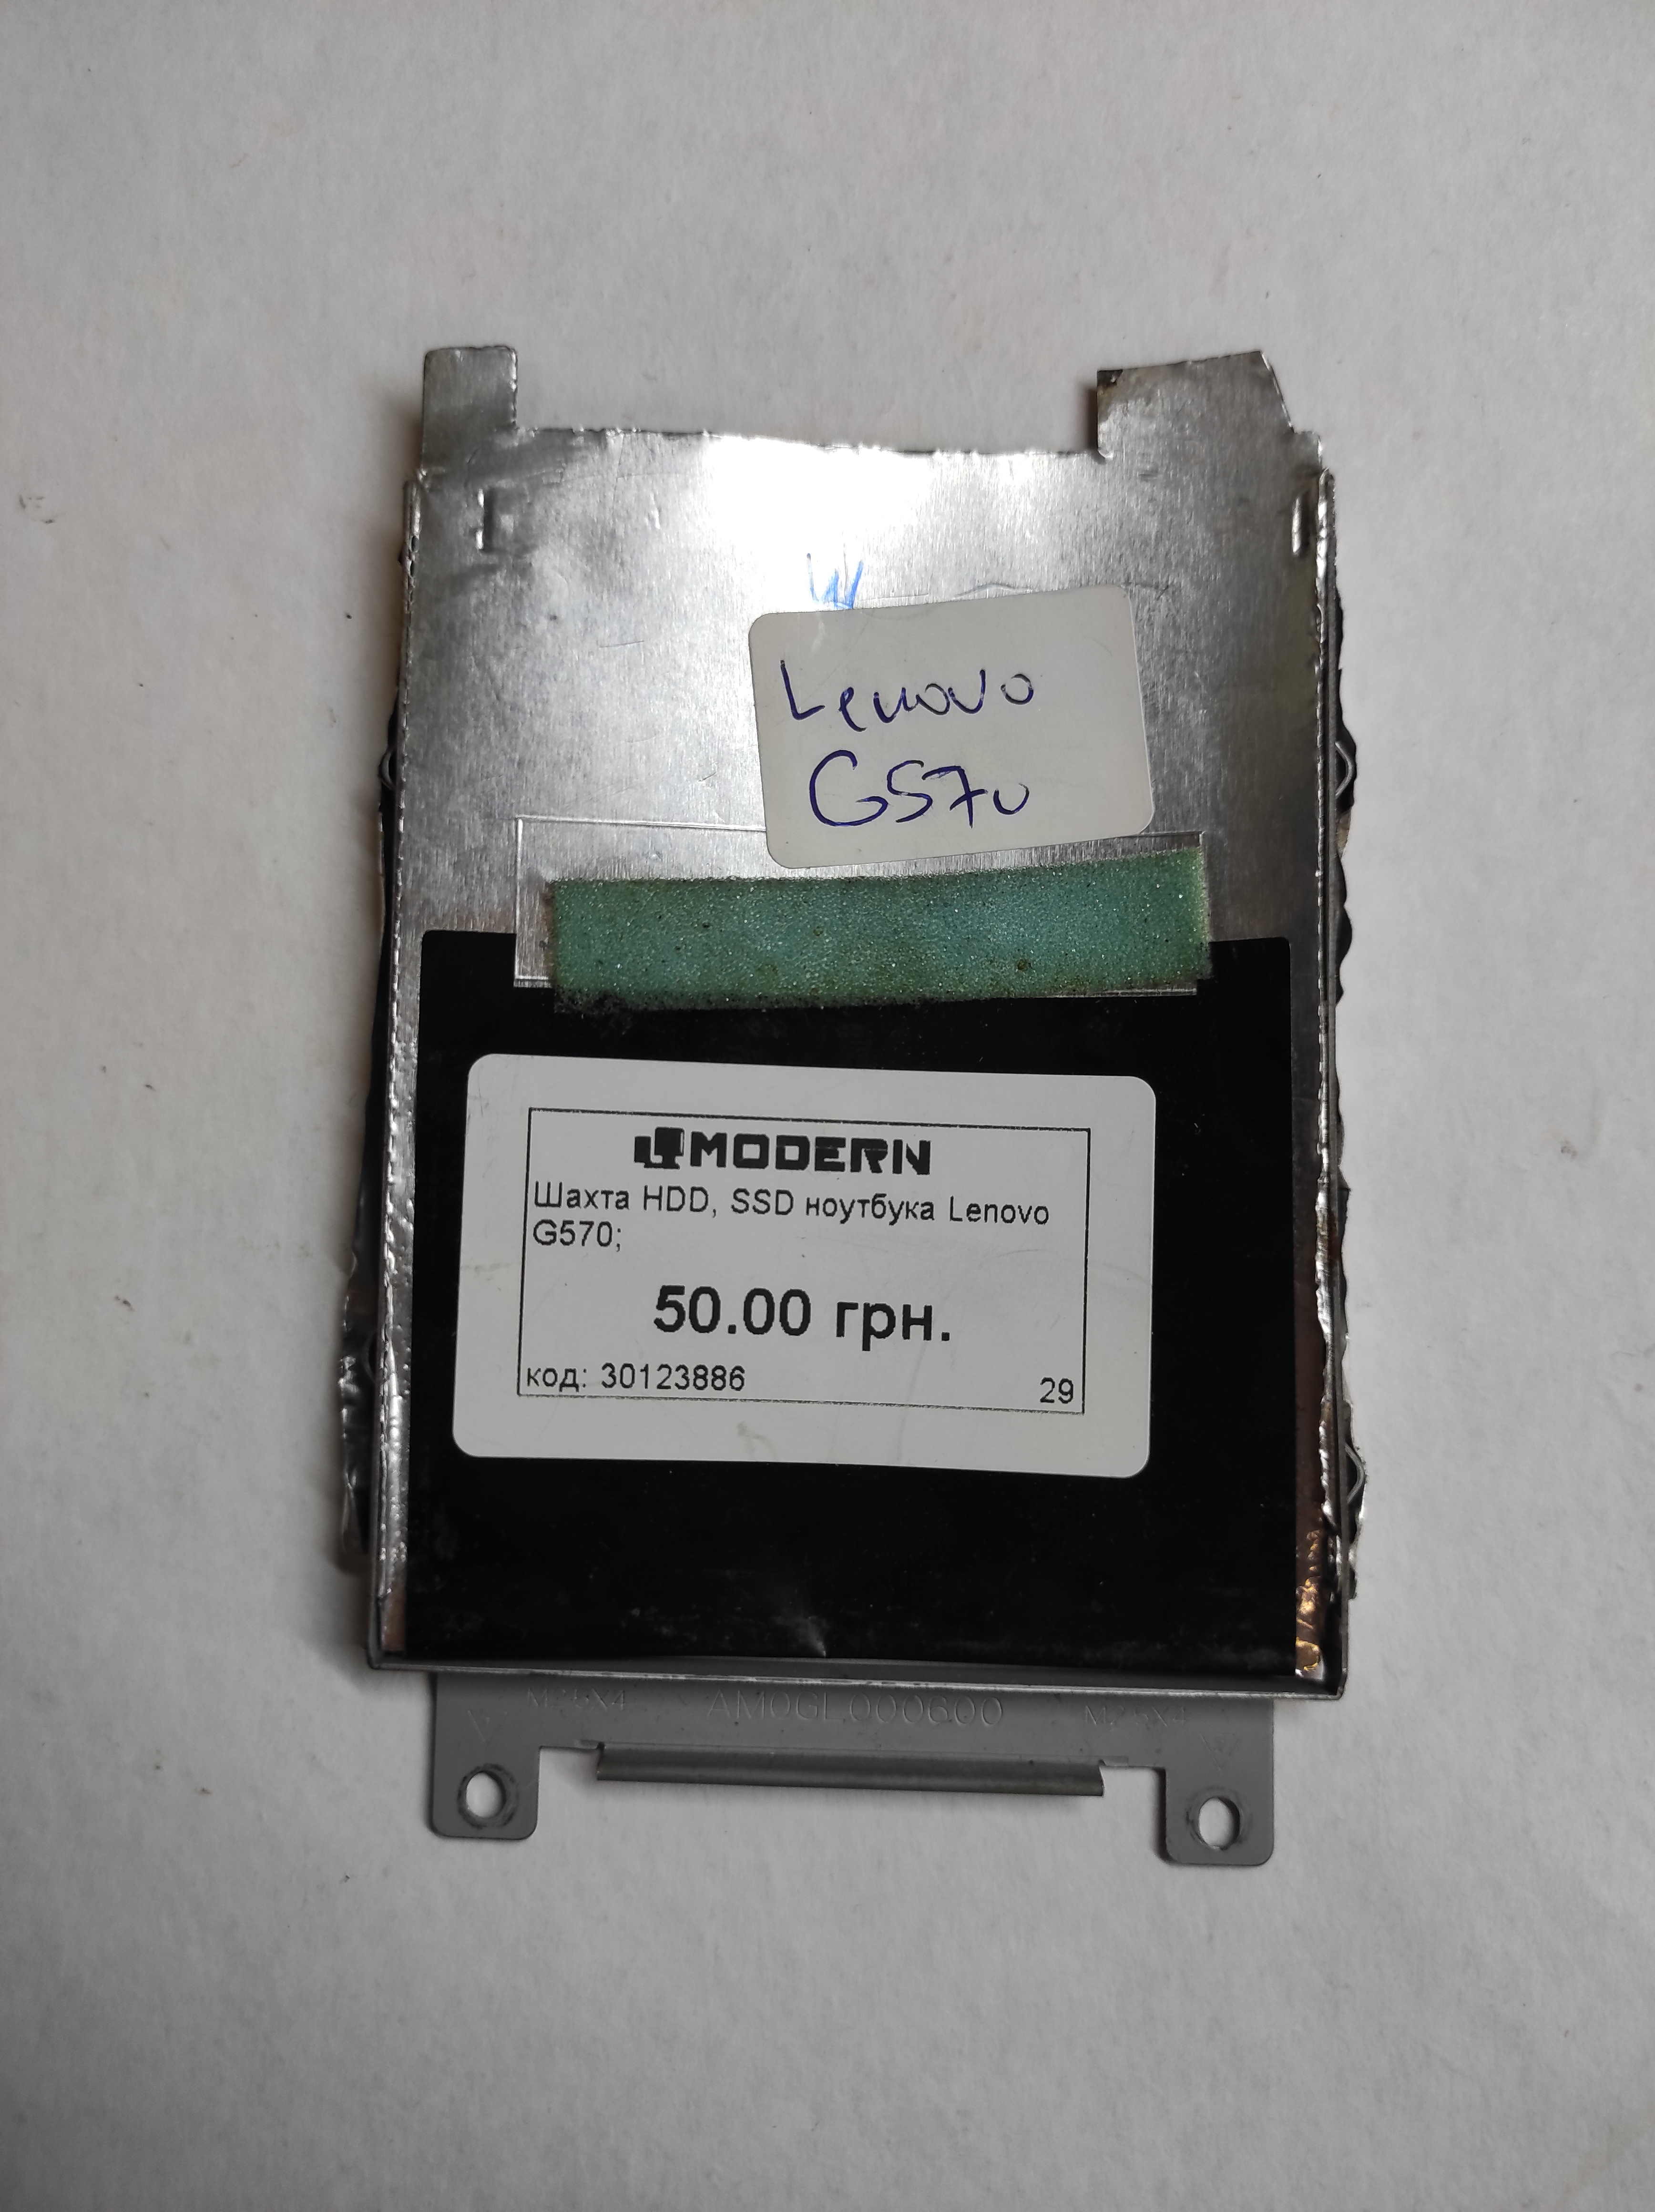 Lenovo
G570
MODERN
Шахта HDD, SSD ноутбука Lenovo
G570;
50.00 грн.
код: 30123886 29
AM0GL000600